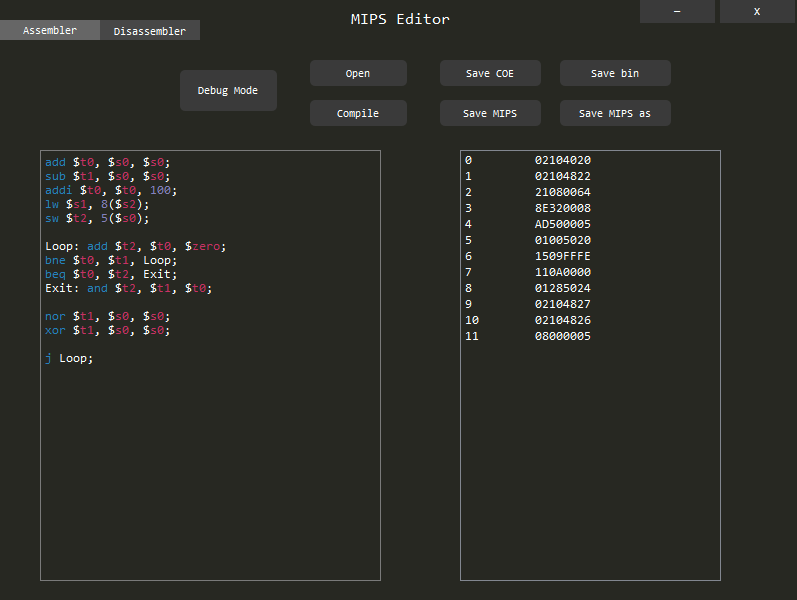 MIPS Editor
—
X
Assembler
Disassembler
Debug Mode
Open
Save COE
Save bin
Compile
Save MIPS
Save MIPS as
add $t0, $s0, $s0;
sub $t1, $s0, $s0;
addi $t0, $t0, 100;
lw $s1, 8($s2);
sw $t2, 5($s0);
Loop: add $t2, $t0, $zero;
bne $t0, $t1, Loop;
beq $t0, $t2, Exit;
Exit: and $t2, $t1, $t0;
nor $t1, $s0, $s0;
xor $t1, $s0, $s0;
j Loop;
0 02104020
1 02104822
2 21080064
3 8E320008
4 AD500005
5 01005020
6 1509FFFE
7 110A0000
8 01285024
9 02104827
10 02104826
11 08000005